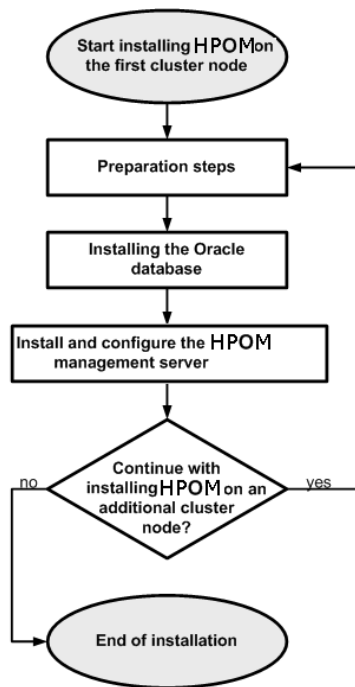 Start installing HPOM on
the first cluster node
Preparation steps
Installing the Oracle
database
Install and configure the HPOM
management server
no
Continue with
installing HPOM on an
additional cluster
node?
yes
End of installation